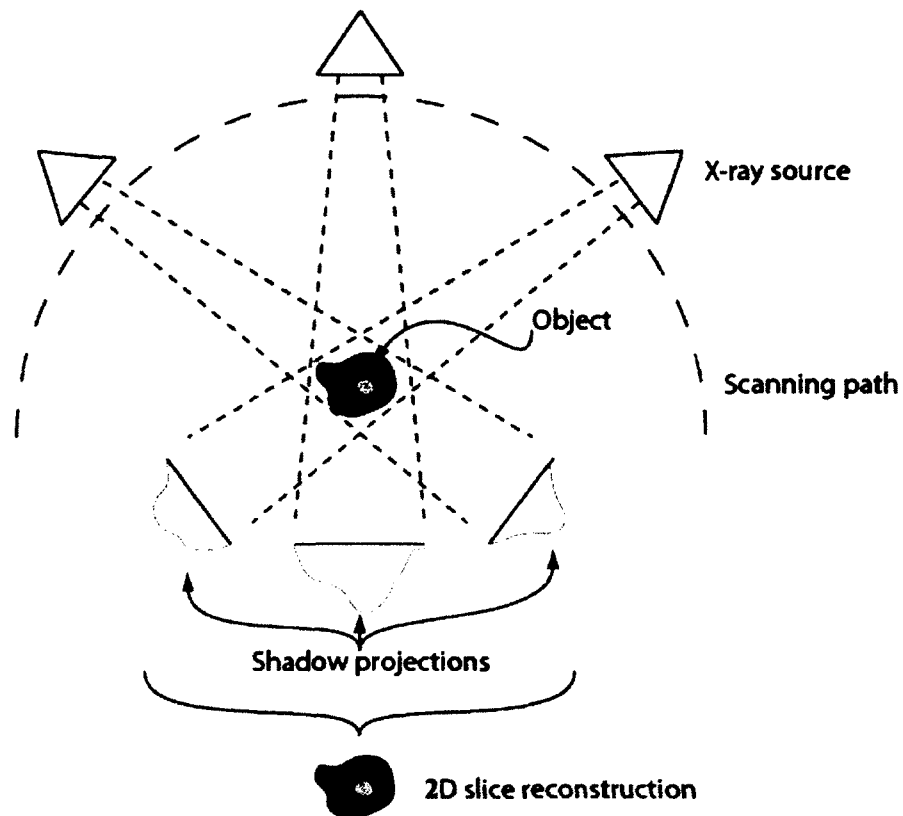 X-ray source
Object
Scanning path
Shadow projections
2D slice reconstruction